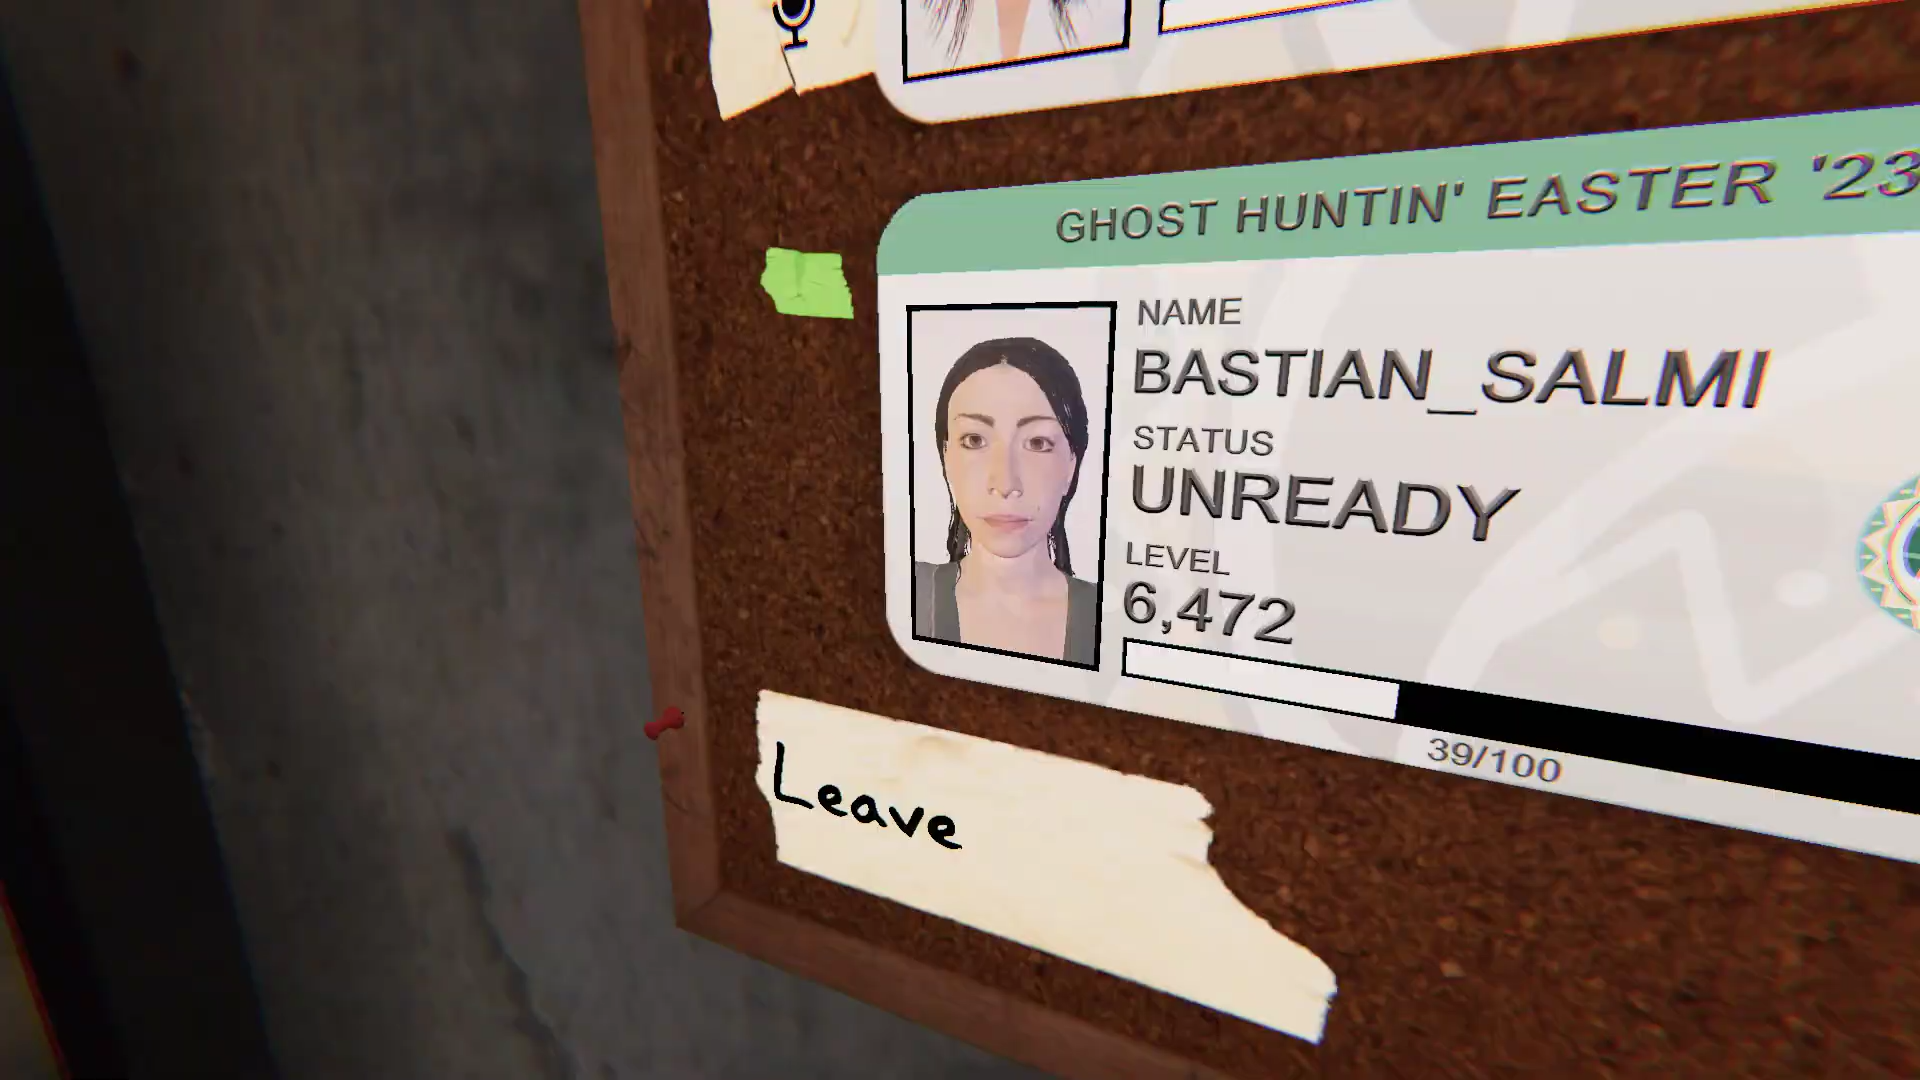 GHOST HUNTIN' EASTER '23
NAME
BASTIAN_SALMI
STATUS
UNREADY
LEVEL
6,472
39/100
Leave